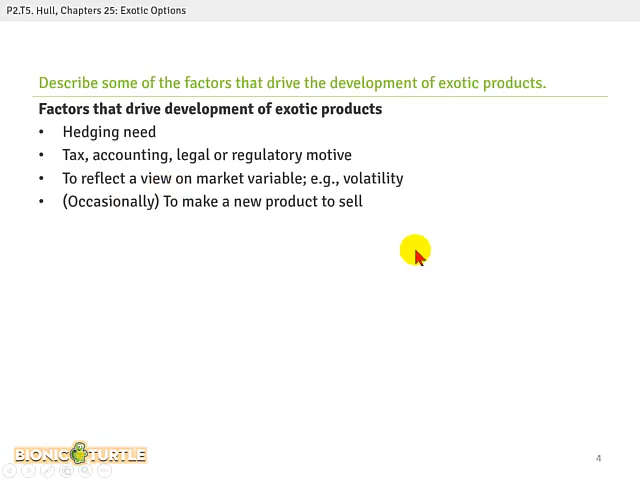 P2.T5. Hull, Chapters 25: Exotic Options
Describe some of the factors that drive the development of exotic products.
Factors that drive development of exotic products
• Hedging need
• Tax, accounting, legal or regulatory motive
• To reflect a view on market variable; e.g., volatility
• (Occasionally) To make a new product to sell
BIONIC TURTLE
4